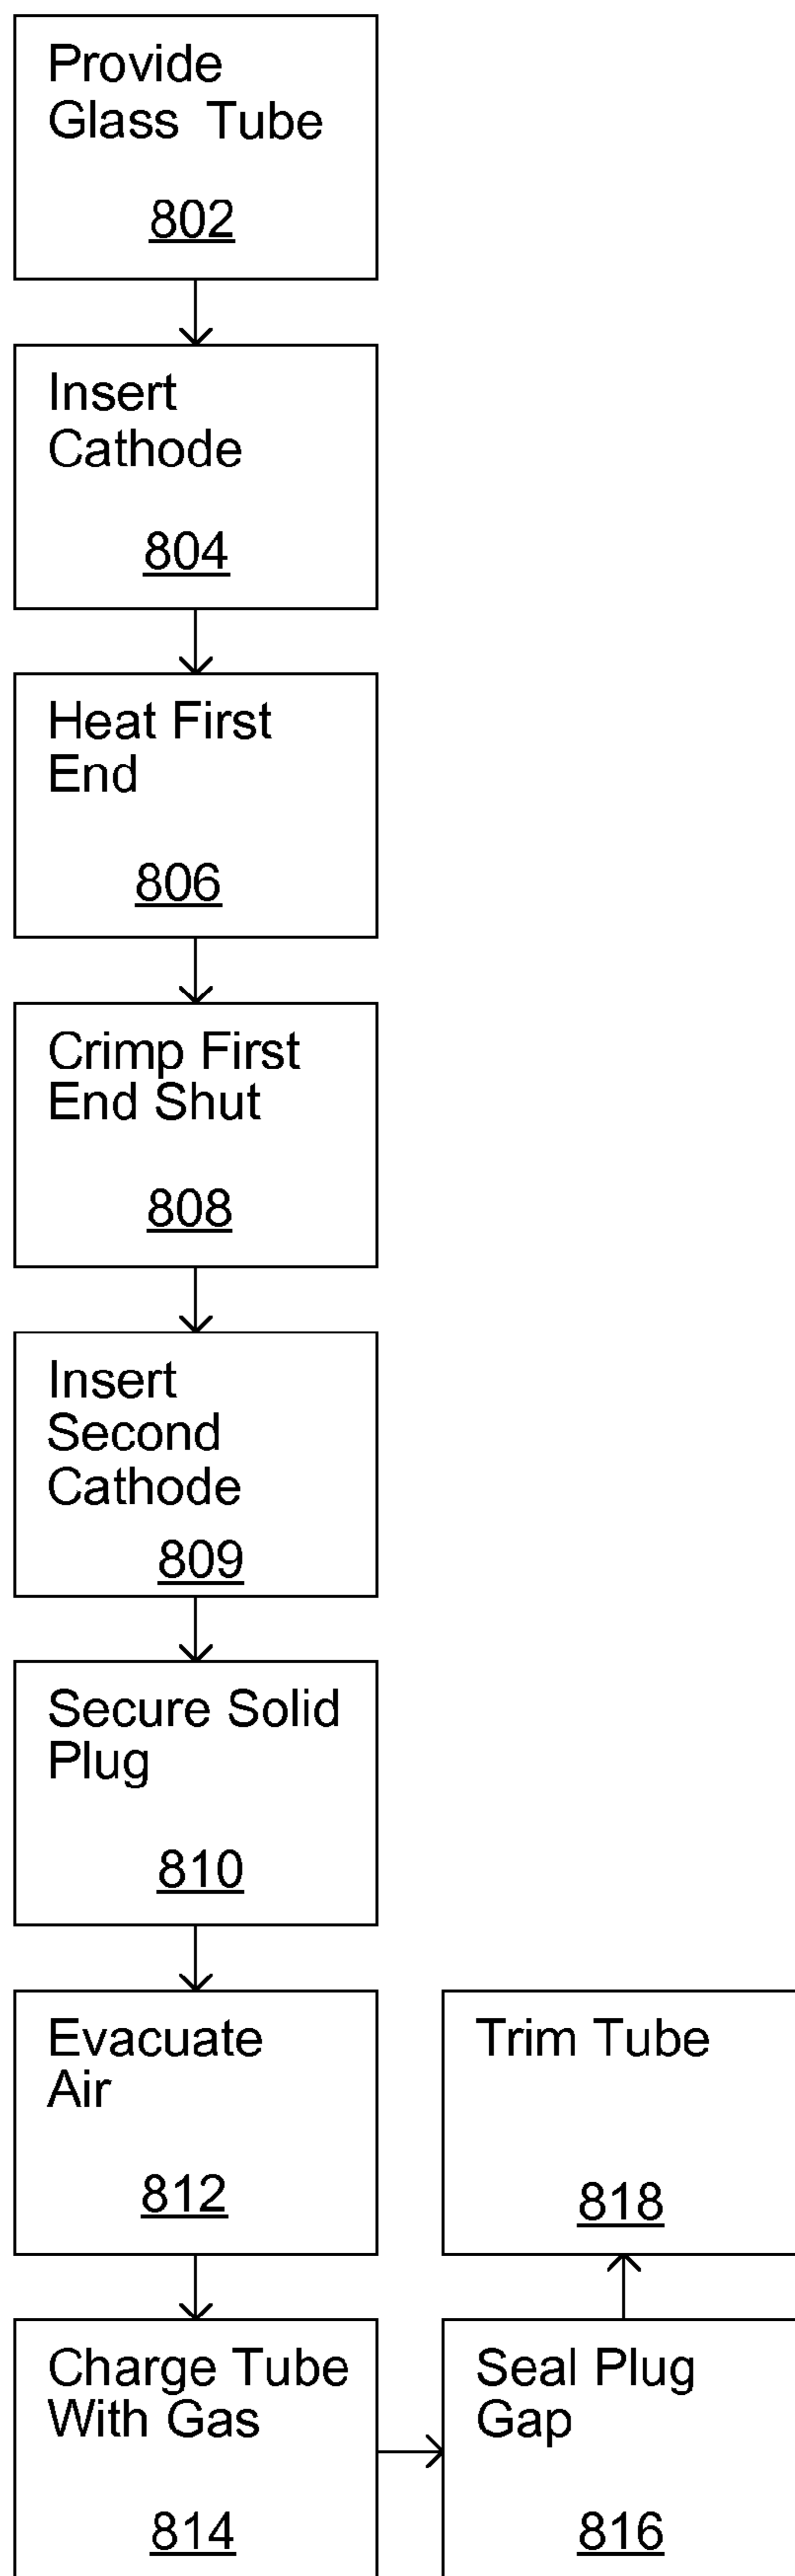 Provide
Glass Tube
802
Insert
Cathode
804
Heat First
End
806
Crimp First
End Shut
808
Insert
Second
Cathode
809
Secure Solid
Plug
810
Evacuate
Air
812
Charge Tube
With Gas
814
Seal Plug
Gap
816
Trim Tube
818